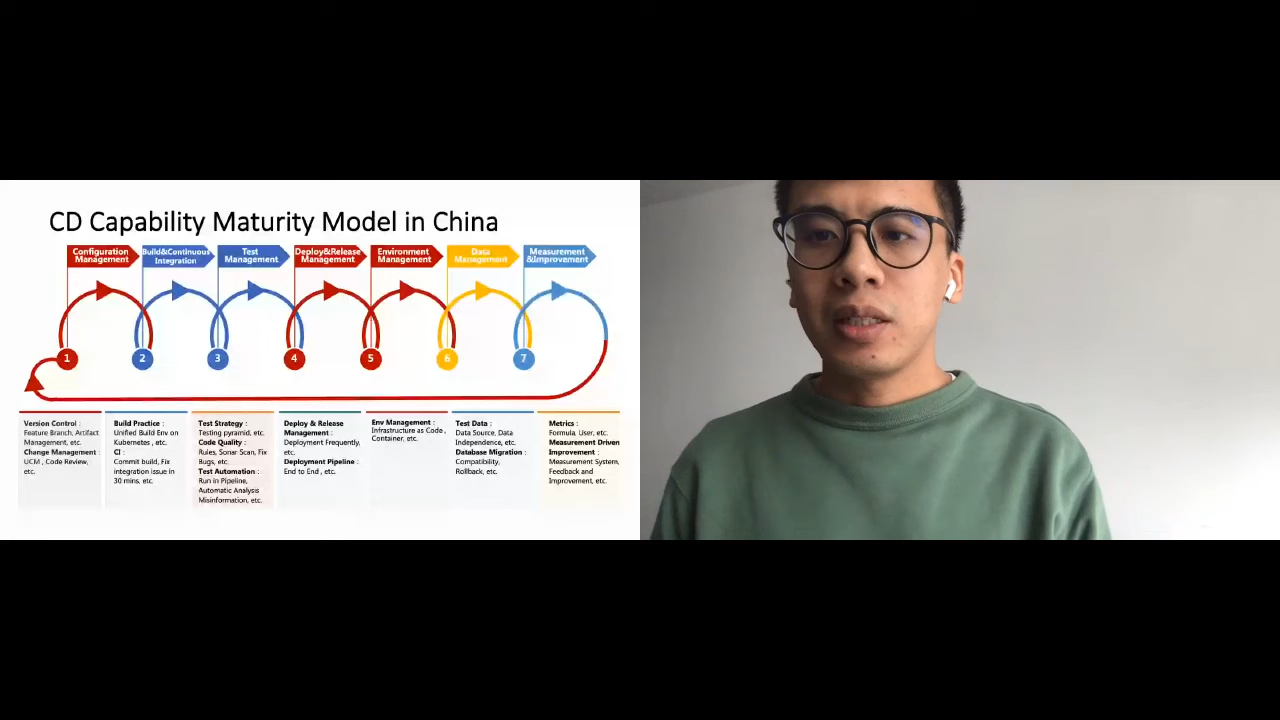 CD Capability Maturity Model in China
Configuration
Management
Build&Continuous
Integration
Test
Management
Deploy&Release
Management
Environment
Management
Data
Management
Measurement
&Improvement
1
2
3
4
5
6
7
Version Control :
Feature Branch, Artifact
Management, etc.
Change Management :
UCM , Code Review,
etc.
Build Practice :
Unified Build Env on
Kubernetes , etc.
CI :
Commit build, Fix
integration issue in
30 mins, etc.
Test Strategy :
Testing pyramid, etc.
Code Quality :
Rules, Sonar Scan, Fix
Bugs, etc.
Test Automation :
Run in Pipeline,
Automatic Analysis
Misinformation, etc.
Deploy & Release
Management :
Deployment Frequently,
etc.
Deployment Pipeline :
End to End , etc.
Env Management :
Infrastructure as Code ,
Container, etc.
Test Data :
Data Source, Data
Independence, etc.
Database Migration :
Compatibility,
Rollback, etc.
Metrics :
Formula, User, etc.
Measurement Driven
Improvement :
Measurement System,
Feedback and
Improvement, etc.